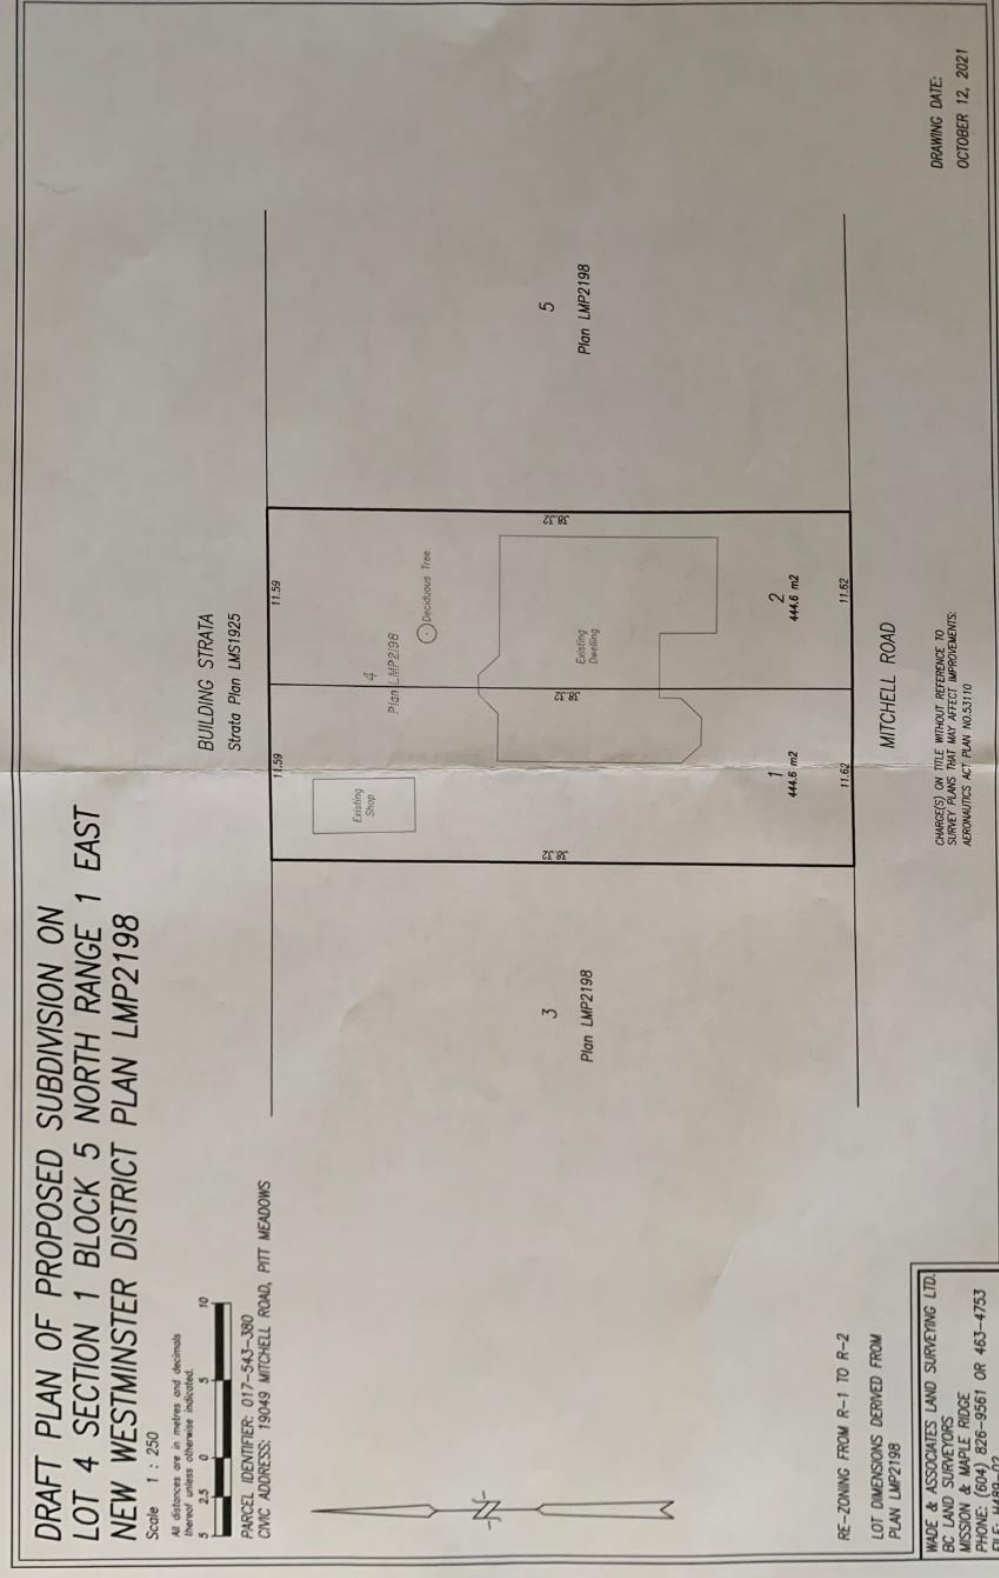 DRAFT PLAN OF PROPOSED SUBDIVISION ON
LOT 4 SECTION 1 BLOCK 5 NORTH RANGE 1 EAST
NEW WESTMINSTER DISTRICT PLAN LMP2198
Scale 1 : 250
All distances are in metres and decimals
thereof unless otherwise indicated.
5 2.5 0 5 10
PARCEL IDENTIFIER: 017-543-380
CIVIC ADDRESS: 19049 MITCHELL ROAD, PITT MEADOWS
BUILDING STRATA
Strata Plan LMS1925
11.59
11.59
Existing
Shop
4
Plan LMP2198
Deciduous Tree
38.32
38.32
38.32
3
Plan LMP2198
Existing
Dwelling
5
Plan LMP2198
1
444.6 m2
2
444.6 m2
11.62
11.62
MITCHELL ROAD
N
RE-ZONING FROM R-1 TO R-2
LOT DIMENSIONS DERIVED FROM
PLAN LMP2198
CHARGE(S) ON TITLE WITHOUT REFERENCE TO
SURVEY PLANS THAT MAY AFFECT IMPROVEMENTS:
AERONAUTICS ACT PLAN NO.53110
DRAWING DATE:
OCTOBER 12, 2021
WADE & ASSOCIATES LAND SURVEYING LTD.
BC LAND SURVEYORS
MISSION & MAPLE RIDGE
PHONE: (604) 826-9561 OR 463-4753
FILE: